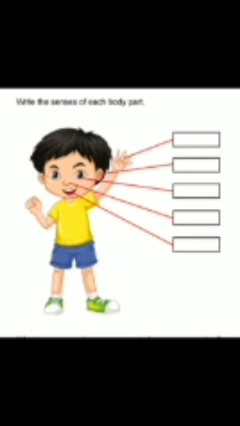 Write the senses of each body part.